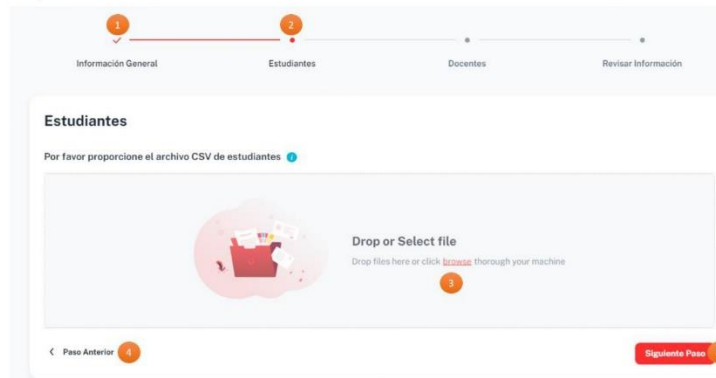 1
2
Información General
Estudiantes
Docentes
Revisar Información
Estudiantes
Por favor proporcione el archivo CSV de estudiantes
Drop or Select file
Drop files here or click browse thorough your machine
3
Paso Anterior
4
Siguiente Paso